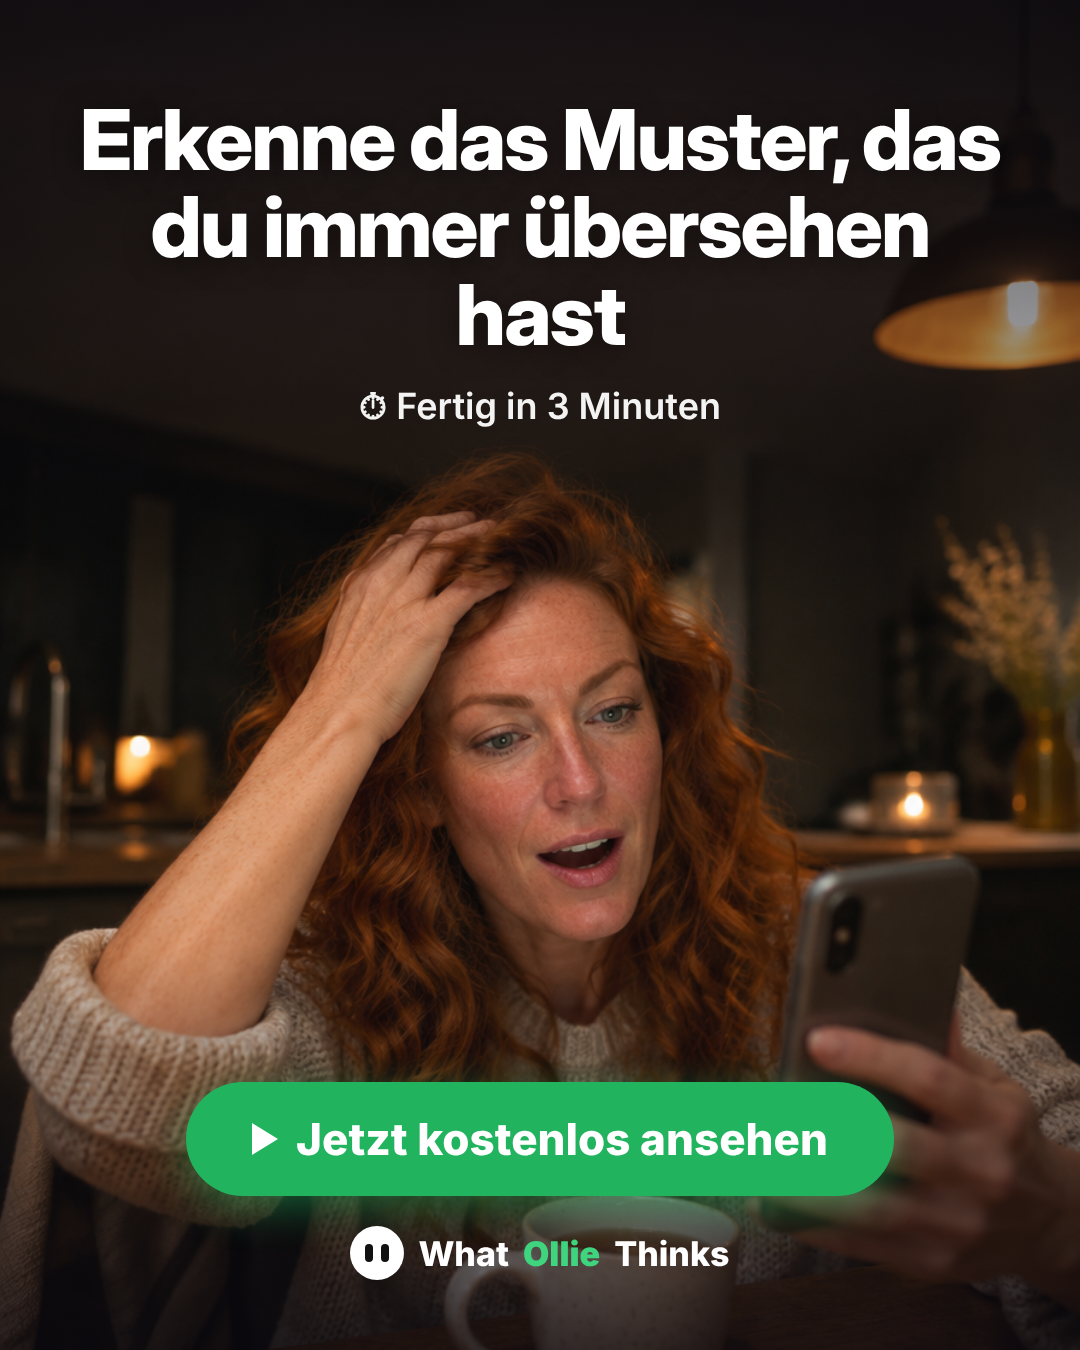 Erkenne das Muster, das
du immer übersehen
hast
⏱ Fertig in 3 Minuten
▶ Jetzt kostenlos ansehen
What Ollie Thinks